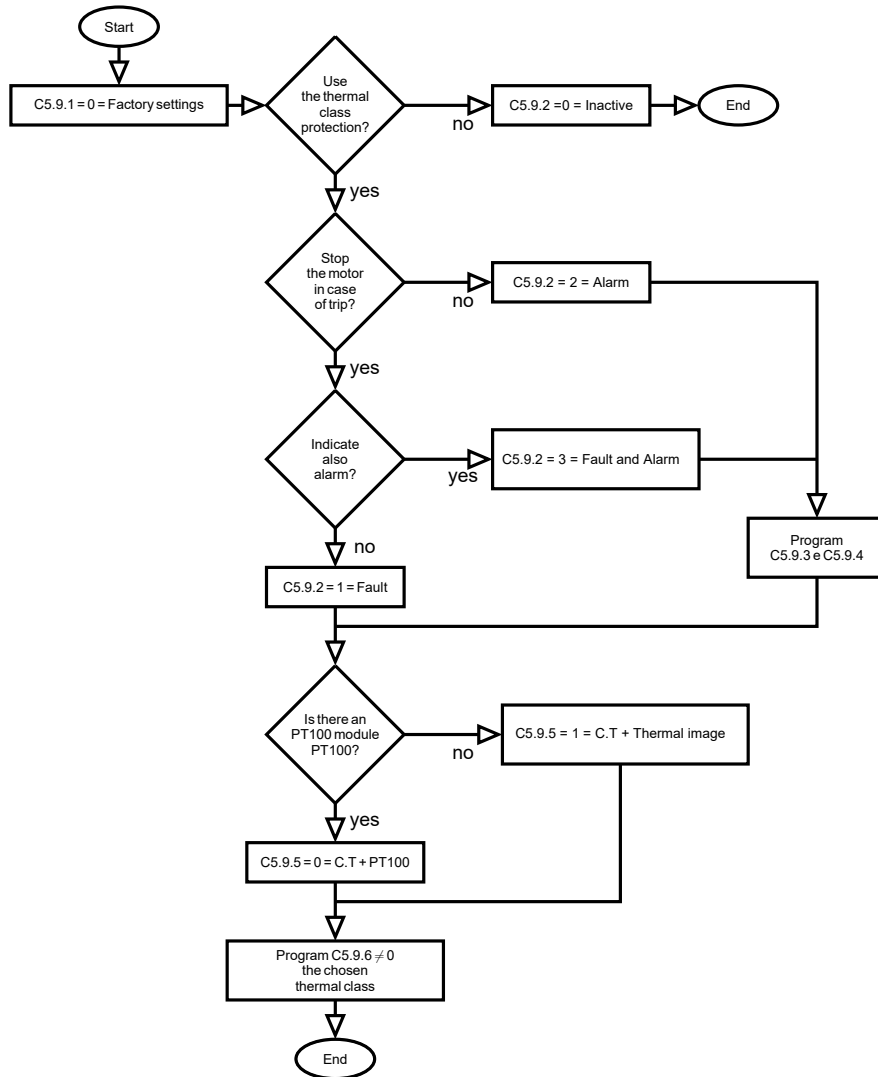 Start
C5.9.1 = 0 = Factory settings
Use
the thermal
class
protection?
no
C5.9.2 =0 = Inactive
End
yes
Stop
the motor
in case
of trip?
no
C5.9.2 = 2 = Alarm
yes
Indicate
also
alarm?
yes
C5.9.2 = 3 = Fault and Alarm
no
Program
C5.9.3 e C5.9.4
C5.9.2 = 1 = Fault
Is there an
PT100 module
PT100?
no
C5.9.5 = 1 = C.T + Thermal image
yes
C5.9.5 = 0 = C.T + PT100
Program C5.9.6 ≠ 0
the chosen
thermal class
End